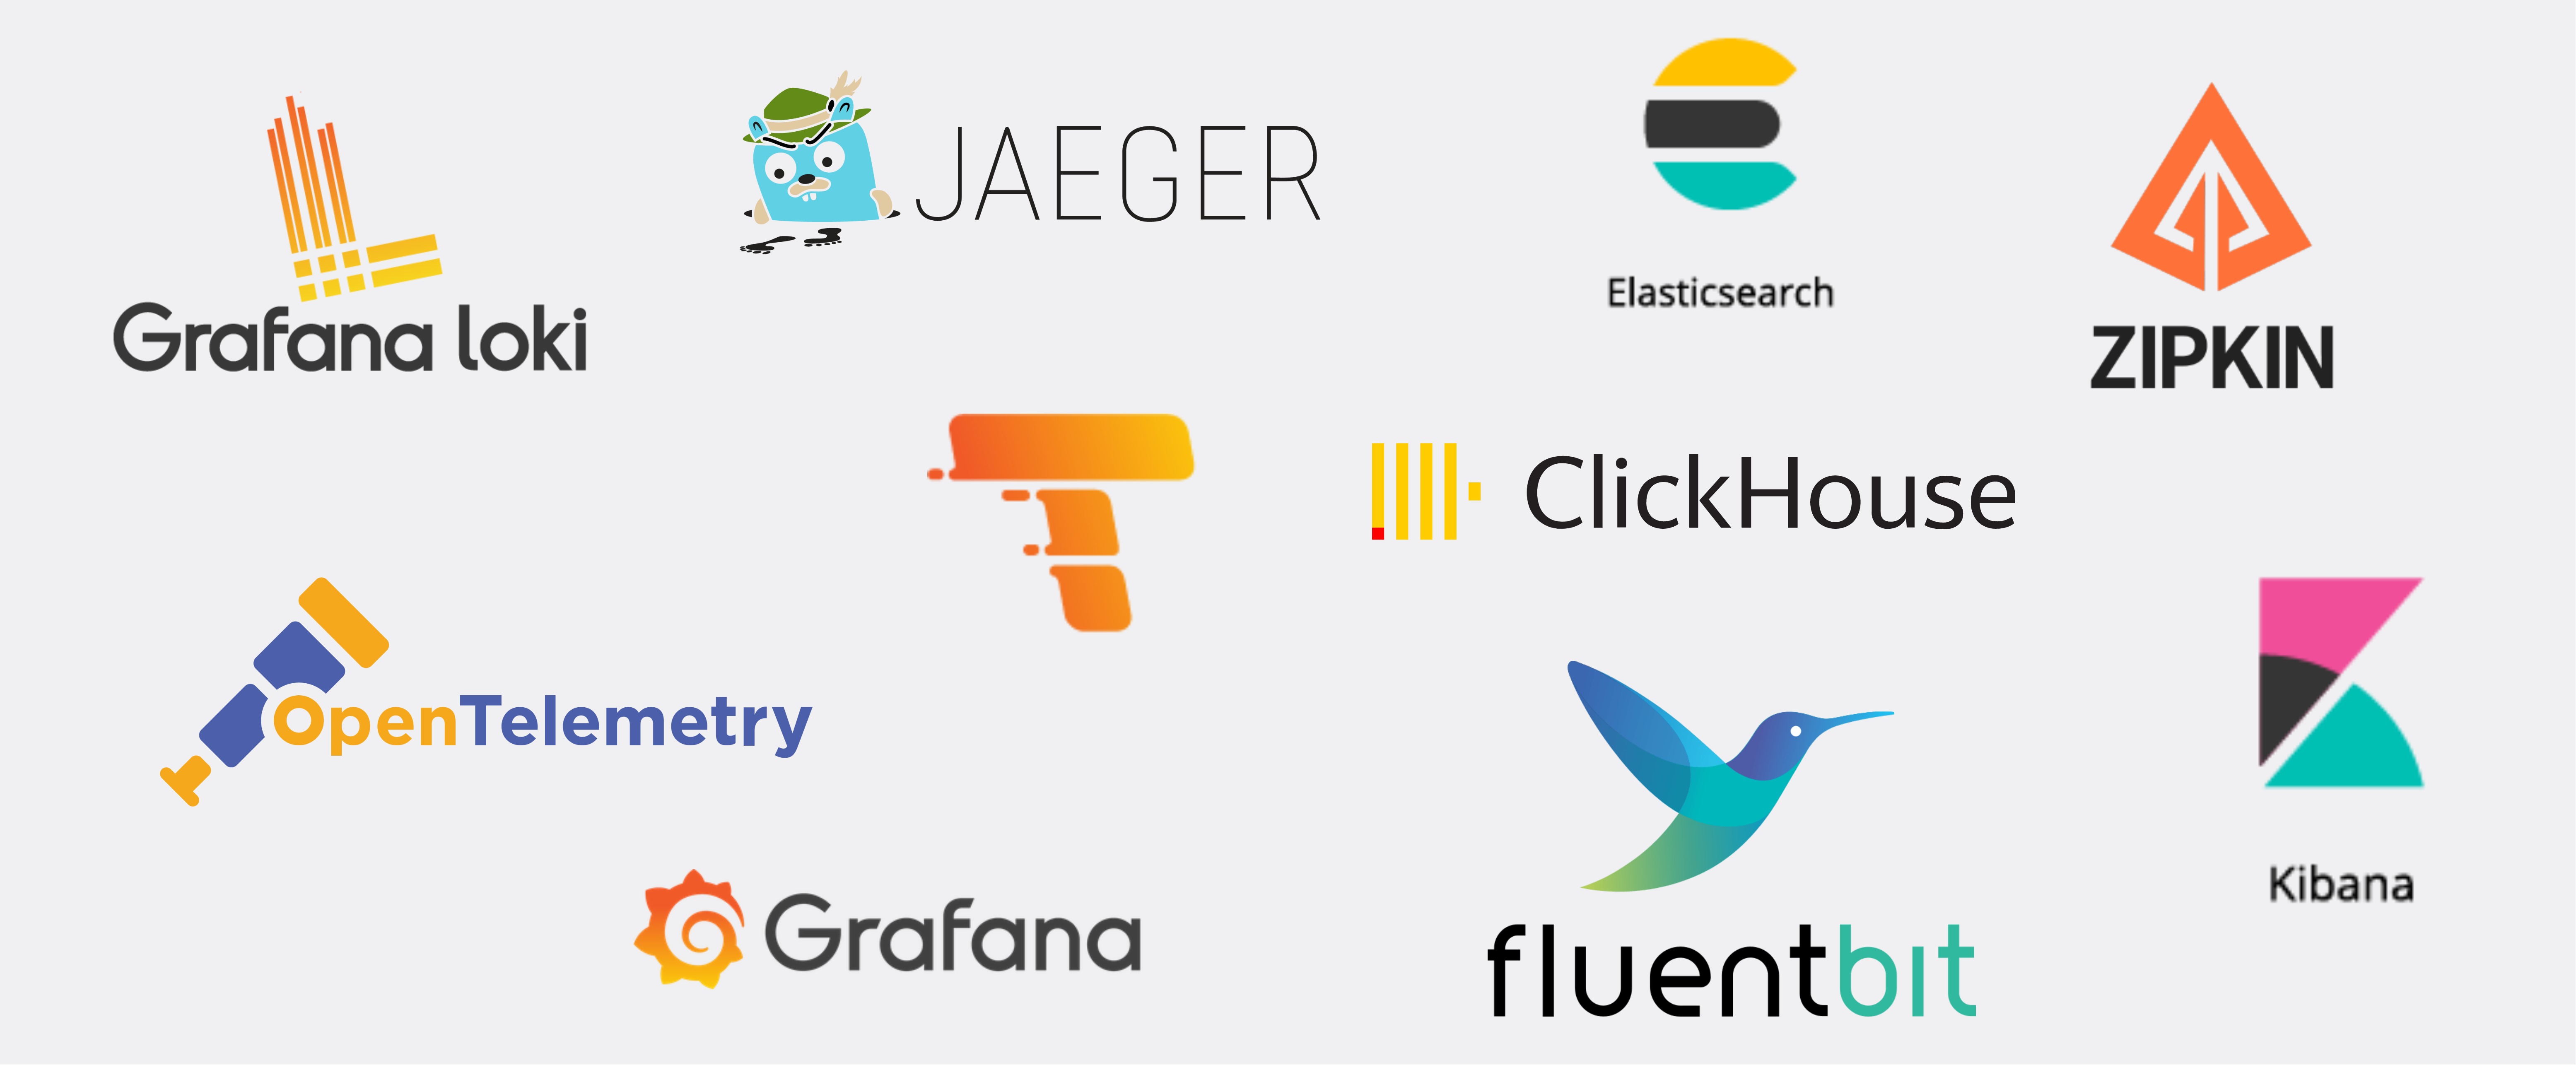 JAEGER
Elasticsearch
Grafana loki
ZIPKIN
ClickHouse
OpenTelemetry
Kibana
Grafana
fluentbit